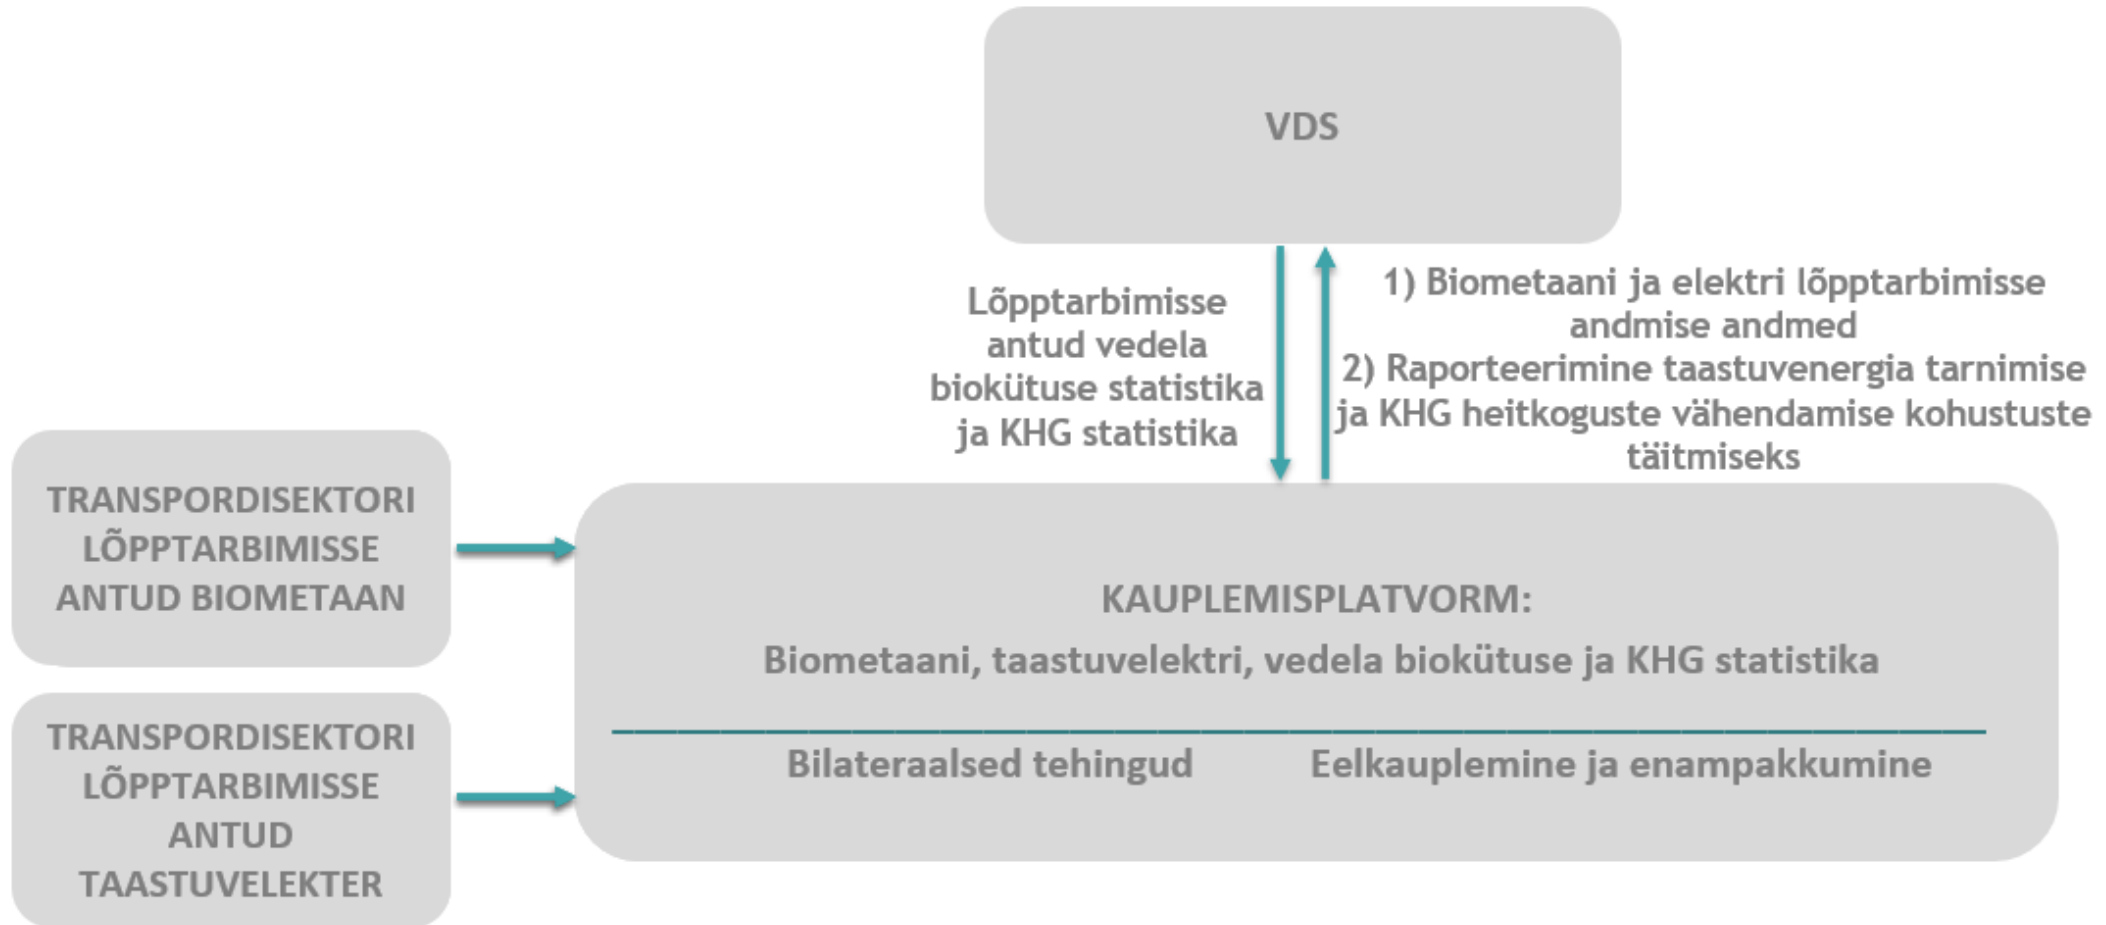 VDS
Lõpptarbimisse
antud vedela
biokütuse statistika
ja KHG statistika
1) Biometaani ja elektri lõpptarbimisse
andmise andmed
2) Raporteerimine taastuvenergia tarnimise
ja KHG heitkoguste vähendamise kohustuste
täitmiseks
TRANSPORDISEKTORI
LÕPPTARBIMISSE
ANTUD BIOMETAAN
TRANSPORDISEKTORI
LÕPPTARBIMISSE
ANTUD
TAASTUVELEKTER
KAUPLEMISPLATVORM:
Biometaani, taastuvelektri, vedela biokütuse ja KHG statistika
Bilateraalsed tehingud
Eelkauplemine ja enampakkumine